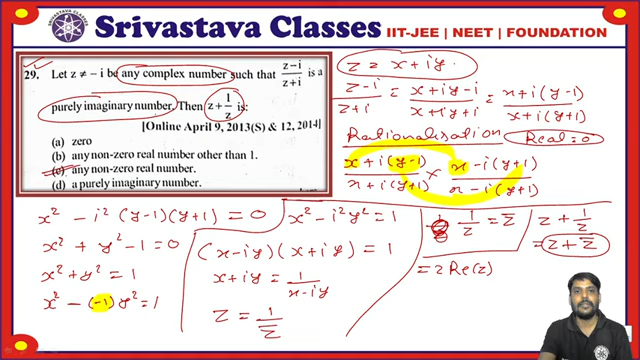 Srivastava Classes IIT-JEE | NEET | FOUNDATION
29. Let z ≠ – i be any complex number such that (z-i)/(z+i) is a
purely imaginary number. Then z + 1/z is:
[Online April 9, 2013(S) & 12, 2014]
(a) zero
(b) any non-zero real number other than 1.
(c) any non-zero real number.
(d) a purely imaginary number.
z = x + iy
(z-i)/(z+i) = (x+iy-i)/(x+iy+i) = (x+i(y-1))/(x+i(y+1))
Rationalisation Real = 0
(x+i(y-1))/(x+i(y+1)) × (x-i(y+1))/(x-i(y+1))
x² - i² (y-1)(y+1) = 0
x² + y² - 1 = 0
x² + y² = 1
x² - (-1) y² = 1
x² - i² y² = 1
(x-iy)(x+iy) = 1
x+iy = 1/(x-iy)
z = 1/z̅
1/z = z̅
z + 1/z
= z + z̅
= 2 Re(z)